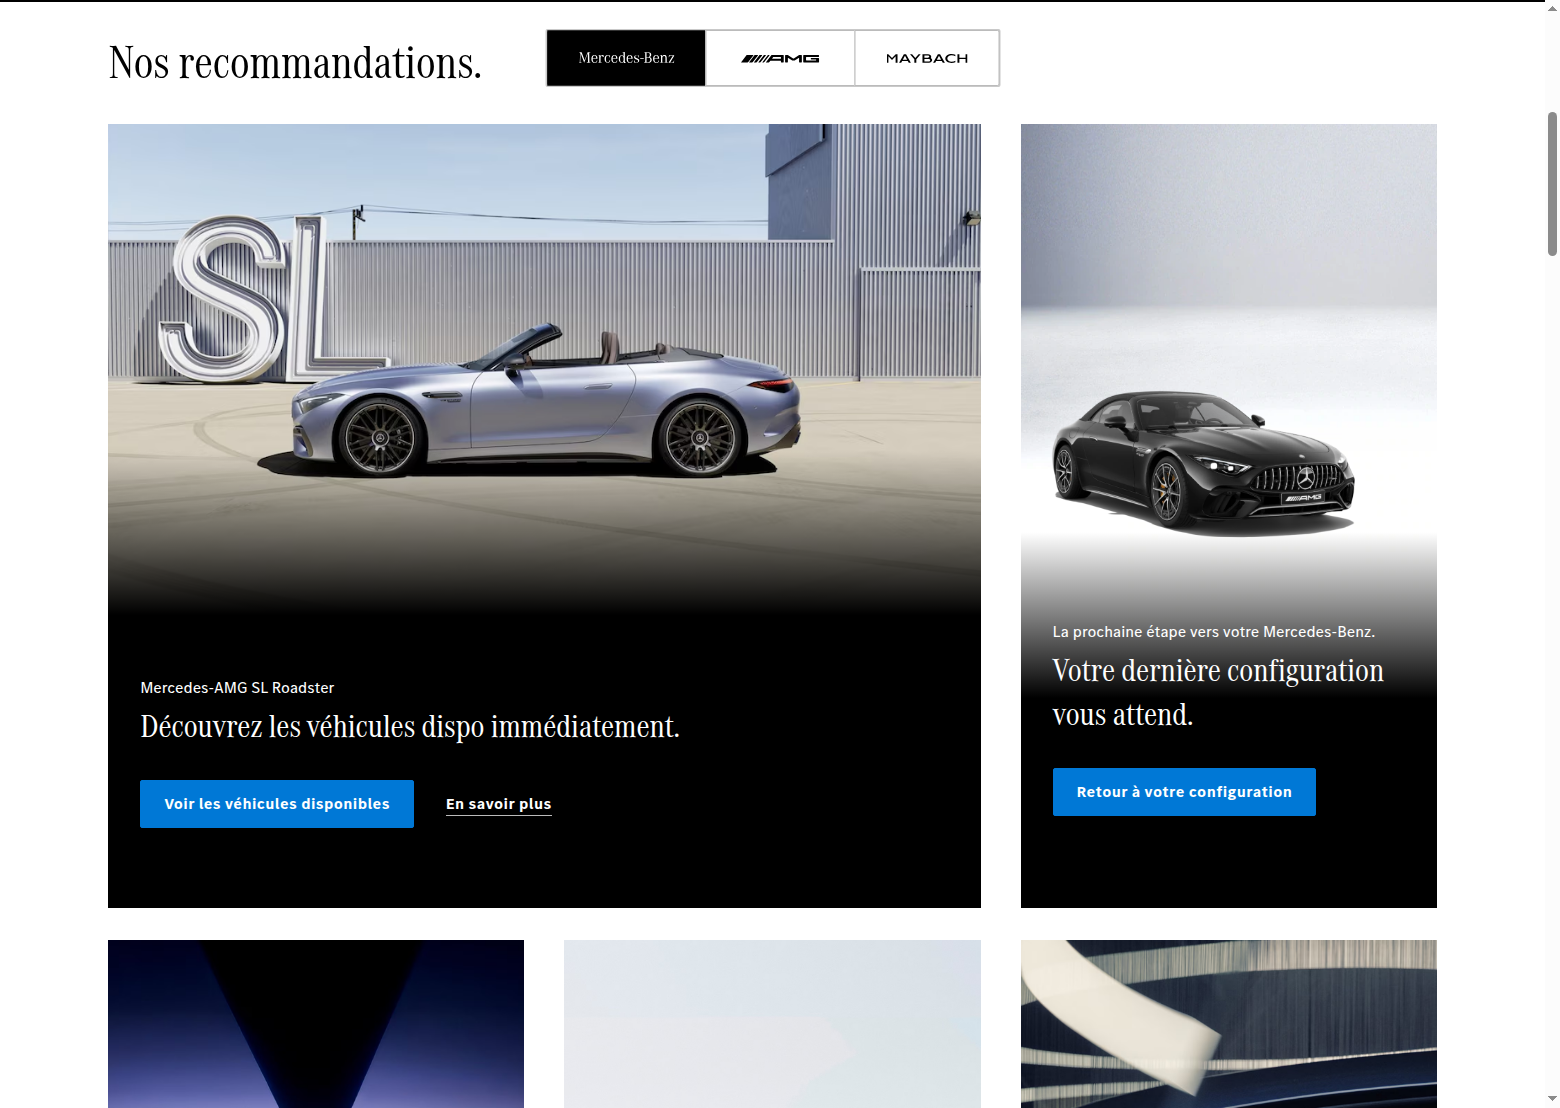 Nos recommandations.
Mercedes-Benz
AMG
MAYBACH
SL
AMG
La prochaine étape vers votre Mercedes-Benz.
Votre dernière configuration
vous attend.
Retour à votre configuration
Mercedes-AMG SL Roadster
Découvrez les véhicules dispo immédiatement.
Voir les véhicules disponibles
En savoir plus